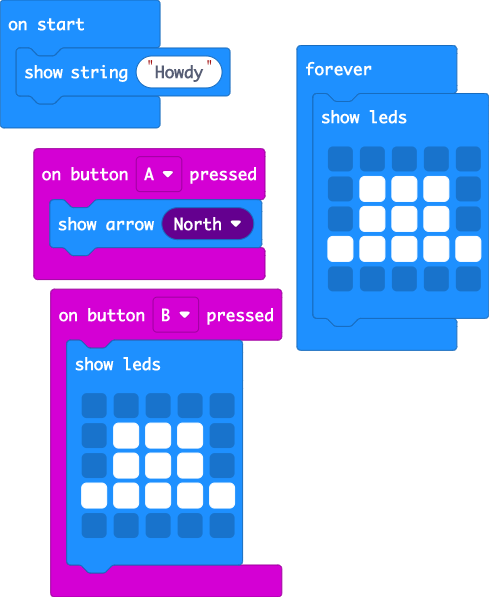 on start
show string "Howdy"
forever
show leds
on button A pressed
show arrow North
on button B pressed
show leds